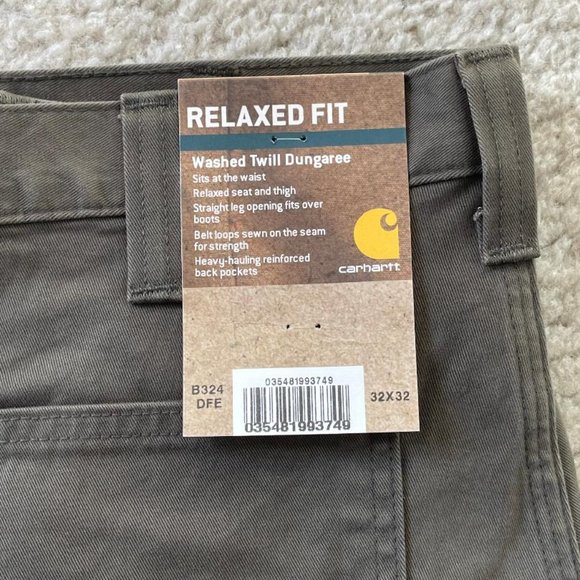 RELAXED FIT
Washed Twill Dungaree
Sits at the waist
Relaxed seat and thigh
Straight leg opening fits over
boots
Belt loops sewn on the seam
for strength
Heavy-hauling reinforced
back pockets
carhartt
B324
DFE
035481993749
035481993749
32X32